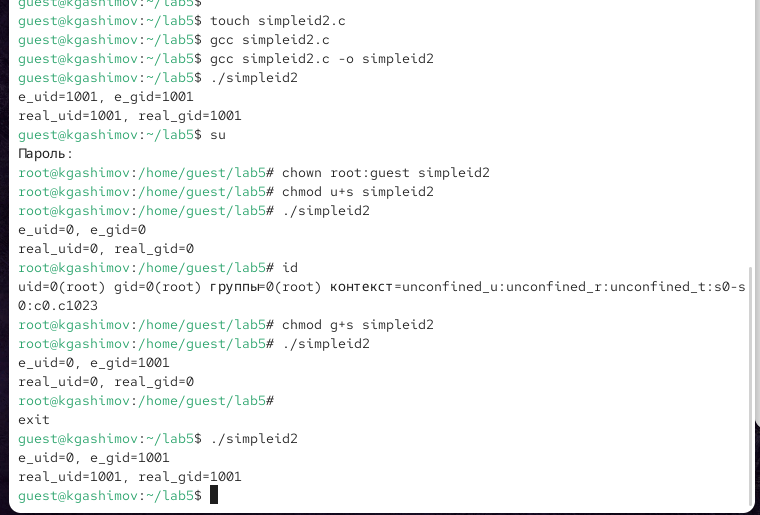 guest@kgashimov:~/lab5$
guest@kgashimov:~/lab5$ touch simpleid2.c
guest@kgashimov:~/lab5$ gcc simpleid2.c
guest@kgashimov:~/lab5$ gcc simpleid2.c -o simpleid2
guest@kgashimov:~/lab5$ ./simpleid2
e_uid=1001, e_gid=1001
real_uid=1001, real_gid=1001
guest@kgashimov:~/lab5$ su
Пароль:
root@kgashimov:/home/guest/lab5# chown root:guest simpleid2
root@kgashimov:/home/guest/lab5# chmod u+s simpleid2
root@kgashimov:/home/guest/lab5# ./simpleid2
e_uid=0, e_gid=0
real_uid=0, real_gid=0
root@kgashimov:/home/guest/lab5# id
uid=0(root) gid=0(root) группы=0(root) контекст=unconfined_u:unconfined_r:unconfined_t:s0-s
0:c0.c1023
root@kgashimov:/home/guest/lab5# chmod g+s simpleid2
root@kgashimov:/home/guest/lab5# ./simpleid2
e_uid=0, e_gid=1001
real_uid=0, real_gid=0
root@kgashimov:/home/guest/lab5#
exit
guest@kgashimov:~/lab5$ ./simpleid2
e_uid=0, e_gid=1001
real_uid=1001, real_gid=1001
guest@kgashimov:~/lab5$